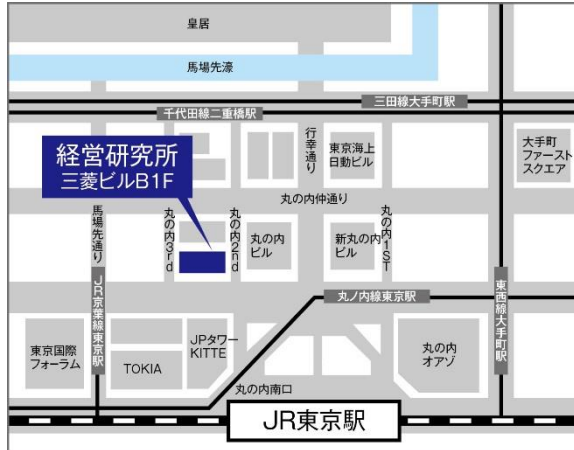 皇居
馬場先濠
三田線大手町駅
千代田線二重橋駅
経営研究所
三菱ビルB1F
行幸通り
東京海上
日動ビル
大手町
ファースト
スクエア
丸の内仲通り
馬場先通り
丸の内3rd
丸の内2nd
丸の内
ビル
新丸の内
ビル
丸の内1ST
JR京葉線東京駅
丸ノ内線東京駅
東西線大手町駅
東京国際
フォーラム
TOKIA
JPタワー
KITTE
丸の内
オアゾ
丸の内南口
JR東京駅